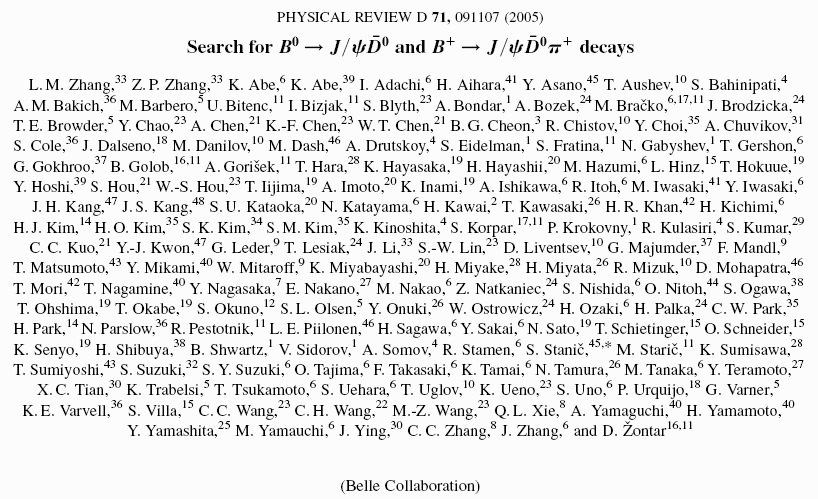 PHYSICAL REVIEW D 71, 091107 (2005)
Search for B⁰ → J/ψD̄⁰ and B⁺ → J/ψD̄⁰π⁺ decays
L. M. Zhang,³³ Z. P. Zhang,³³ K. Abe,⁶ K. Abe,³⁹ I. Adachi,⁶ H. Aihara,⁴¹ Y. Asano,⁴⁵ T. Aushev,¹⁰ S. Bahinipati,⁴
A. M. Bakich,³⁶ M. Barbero,⁵ U. Bitenc,¹¹ I. Bizjak,¹¹ S. Blyth,²³ A. Bondar,¹ A. Bozek,²⁴ M. Bračko,⁶,¹⁷,¹¹ J. Brodzicka,²⁴
T. E. Browder,⁵ Y. Chao,²³ A. Chen,²¹ K.-F. Chen,²³ W. T. Chen,²¹ B. G. Cheon,³ R. Chistov,¹⁰ Y. Choi,³⁵ A. Chuvikov,³¹
S. Cole,³⁶ J. Dalseno,¹⁸ M. Danilov,¹⁰ M. Dash,⁴⁶ A. Drutskoy,⁴ S. Eidelman,¹ S. Fratina,¹¹ N. Gabyshev,¹ T. Gershon,⁶
G. Gokhroo,³⁷ B. Golob,¹⁶,¹¹ A. Gorišek,¹¹ T. Hara,²⁸ K. Hayasaka,¹⁹ H. Hayashii,²⁰ M. Hazumi,⁶ L. Hinz,¹⁵ T. Hokuue,¹⁹
Y. Hoshi,³⁹ S. Hou,²¹ W.-S. Hou,²³ T. Iijima,¹⁹ A. Imoto,²⁰ K. Inami,¹⁹ A. Ishikawa,⁶ R. Itoh,⁶ M. Iwasaki,⁴¹ Y. Iwasaki,⁶
J. H. Kang,⁴⁷ J. S. Kang,⁴⁸ S. U. Kataoka,²⁰ N. Katayama,⁶ H. Kawai,² T. Kawasaki,²⁶ H. R. Khan,⁴² H. Kichimi,⁶
H. J. Kim,¹⁴ H. O. Kim,³⁵ S. K. Kim,³⁴ S. M. Kim,³⁵ K. Kinoshita,⁴ S. Korpar,¹⁷,¹¹ P. Krokovny,¹ R. Kulasiri,⁴ S. Kumar,²⁹
C. C. Kuo,²¹ Y.-J. Kwon,⁴⁷ G. Leder,⁹ T. Lesiak,²⁴ J. Li,³³ S.-W. Lin,²³ D. Liventsev,¹⁰ G. Majumder,³⁷ F. Mandl,⁹
T. Matsumoto,⁴³ Y. Mikami,⁴⁰ W. Mitaroff,⁹ K. Miyabayashi,²⁰ H. Miyake,²⁸ H. Miyata,²⁶ R. Mizuk,¹⁰ D. Mohapatra,⁴⁶
T. Mori,⁴² T. Nagamine,⁴⁰ Y. Nagasaka,⁷ E. Nakano,²⁷ M. Nakao,⁶ Z. Natkaniec,²⁴ S. Nishida,⁶ O. Nitoh,⁴⁴ S. Ogawa,³⁸
T. Ohshima,¹⁹ T. Okabe,¹⁹ S. Okuno,¹² S. L. Olsen,⁵ Y. Onuki,²⁶ W. Ostrowicz,²⁴ H. Ozaki,⁶ H. Palka,²⁴ C. W. Park,³⁵
H. Park,¹⁴ N. Parslow,³⁶ R. Pestotnik,¹¹ L. E. Piilonen,⁴⁶ H. Sagawa,⁶ Y. Sakai,⁶ N. Sato,¹⁹ T. Schietinger,¹⁵ O. Schneider,¹⁵
K. Senyo,¹⁹ H. Shibuya,³⁸ B. Shwartz,¹ V. Sidorov,¹ A. Somov,⁴ R. Stamen,⁶ S. Stanič,⁴⁵,* M. Starič,¹¹ K. Sumisawa,²⁸
T. Sumiyoshi,⁴³ S. Suzuki,³² S. Y. Suzuki,⁶ O. Tajima,⁶ F. Takasaki,⁶ K. Tamai,⁶ N. Tamura,²⁶ M. Tanaka,⁶ Y. Teramoto,²⁷
X. C. Tian,³⁰ K. Trabelsi,⁵ T. Tsukamoto,⁶ S. Uehara,⁶ T. Uglov,¹⁰ K. Ueno,²³ S. Uno,⁶ P. Urquijo,¹⁸ G. Varner,⁵
K. E. Varvell,³⁶ S. Villa,¹⁵ C. C. Wang,²³ C. H. Wang,²² M.-Z. Wang,²³ Q. L. Xie,⁸ A. Yamaguchi,⁴⁰ H. Yamamoto,⁴⁰
Y. Yamashita,²⁵ M. Yamauchi,⁶ J. Ying,³⁰ C. C. Zhang,⁸ J. Zhang,⁶ and D. Žontar¹⁶,¹¹
(Belle Collaboration)